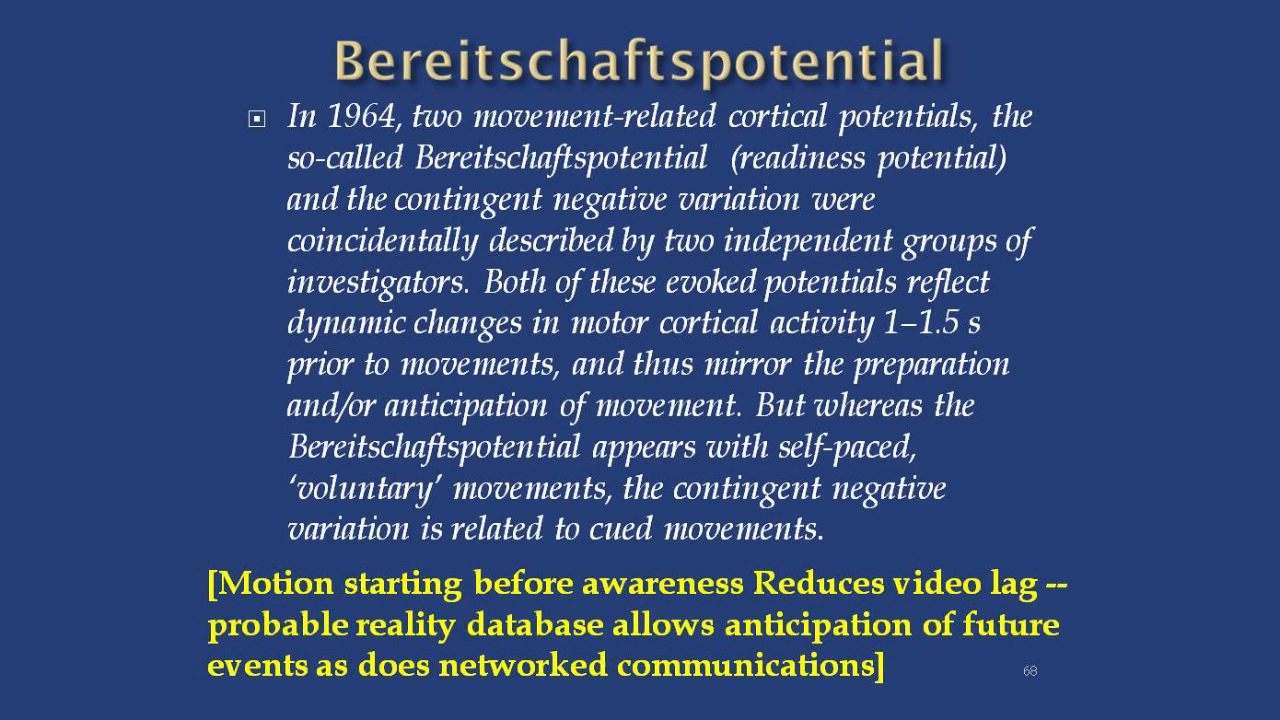 Bereitschaftspotential
In 1964, two movement-related cortical potentials, the
so-called Bereitschaftspotential (readiness potential)
and the contingent negative variation were
coincidentally described by two independent groups of
investigators. Both of these evoked potentials reflect
dynamic changes in motor cortical activity 1–1.5 s
prior to movements, and thus mirror the preparation
and/or anticipation of movement. But whereas the
Bereitschaftspotential appears with self-paced,
‘voluntary’ movements, the contingent negative
variation is related to cued movements.
[Motion starting before awareness Reduces video lag --
probable reality database allows anticipation of future
events as does networked communications]
68